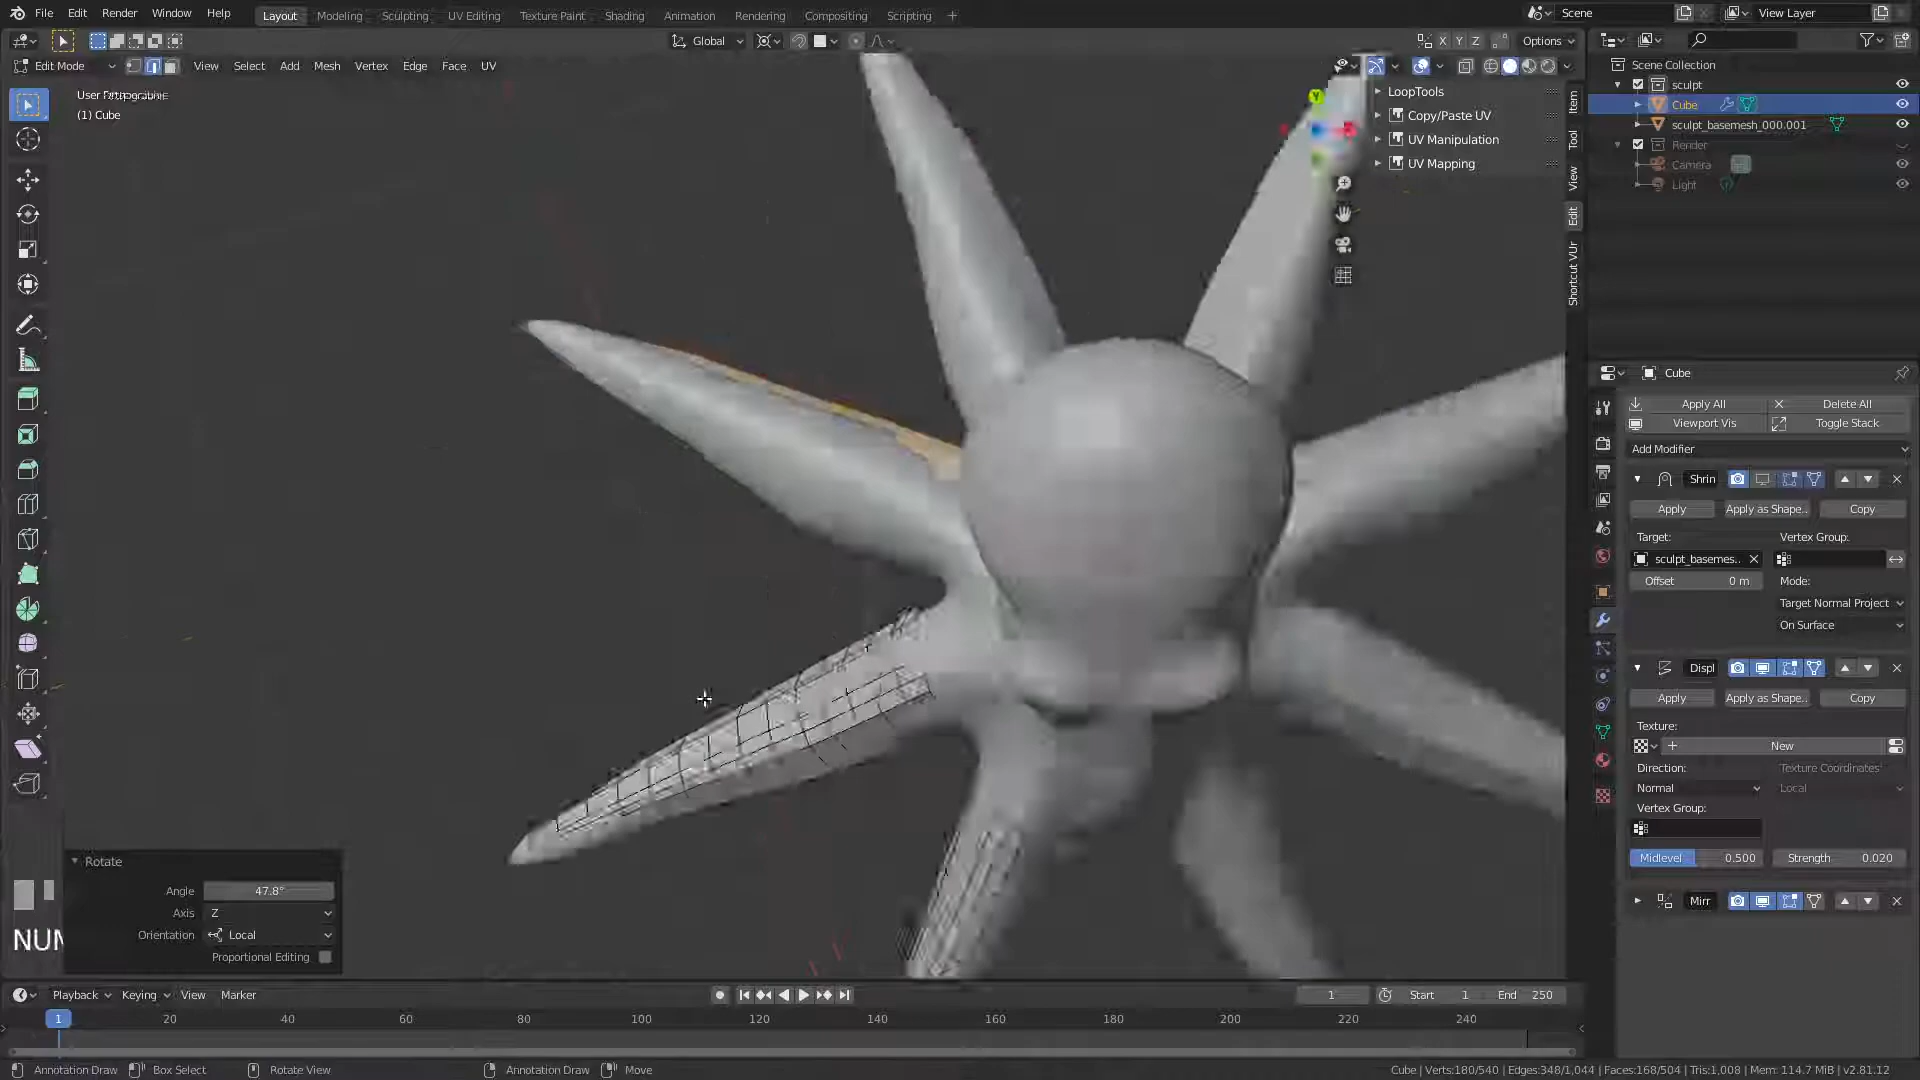 File Edit Render Window Help Layout Modeling Sculpting UV Editing Texture Paint Shading Animation Rendering Compositing Scripting + Scene View Layer
Global X Y Z Options
Edit Mode View Select Add Mesh Vertex Edge Face UV
(1) Cube
LoopTools
Copy/Paste UV
UV Manipulation
UV Mapping
Item
Tool
View
Edit
Shortcut VUr
Y
Scene Collection
sculpt
Cube
sculpt_basemesh_000.001
Render
Camera
Light
Cube
Apply All Delete All
Viewport Vis Toggle Stack
Add Modifier
Shrin
Apply Apply as Shape.. Copy
Target: Vertex Group:
sculpt_basemes..
Offset 0 m Mode:
Target Normal Project
On Surface
Displ
Apply Apply as Shape.. Copy
Texture:
+ New
Direction: Texture Coordinates
Normal Local
Vertex Group:
Midlevel 0.500 Strength 0.020
Mirr
Rotate
Angle 47.8°
Axis Z
Orientation Local
Proportional Editing
NUM
Playback Keying View Marker 1 Start 1 End 250
1 20 40 60 80 100 120 140 160 180 200 220 240
Annotation Draw Box Select Rotate View Annotation Draw Move
Cube | Verts:180/540 | Edges:348/1,044 | Faces:168/504 | Tris:1,008 | Mem: 114.7 MiB | v2.81.12